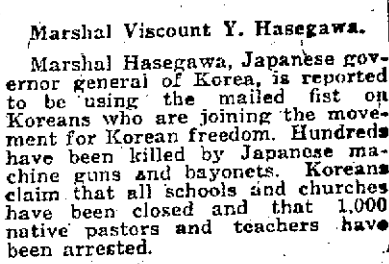 Marshal Viscount Y. Hasegawa.
Marshal Hasegawa, Japanese gov-
ernor general of Korea, is reported
to be using the mailed fist on
Koreans who are joining the move-
ment for Korean freedom. Hundreds
have been killed by Japanese ma-
chine guns and bayonets. Koreans
claim that all schools and churches
have been closed and that 1,000
native pastors and teachers have
been arrested.